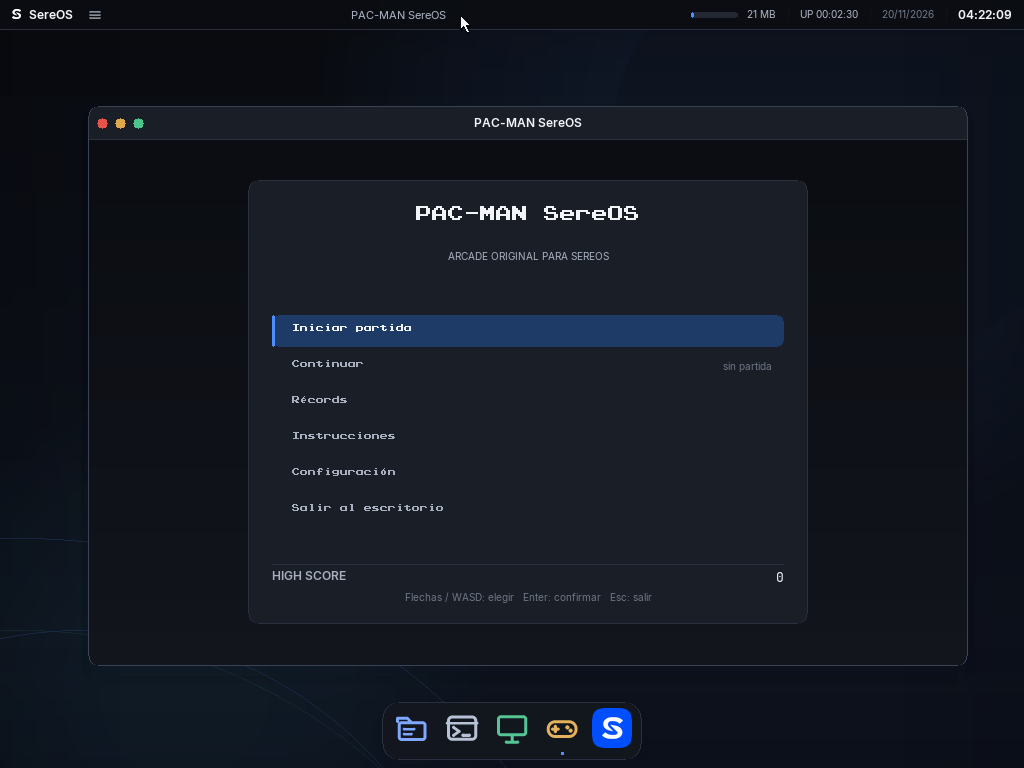 S SereOS
PAC-MAN SereOS
21 MB
UP 00:02:30
20/11/2026
04:22:09
PAC-MAN SereOS
PAC-MAN SereOS
ARCADE ORIGINAL PARA SEREOS
Iniciar partida
Continuar
sin partida
Récords
Instrucciones
Configuración
Salir al escritorio
HIGH SCORE
0
Flechas / WASD: elegir Enter: confirmar Esc: salir
S